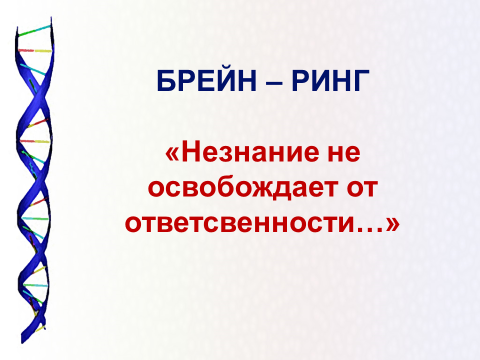 БРЕЙН – РИНГ
«Незнание не
освобождает от
ответсвенности…»